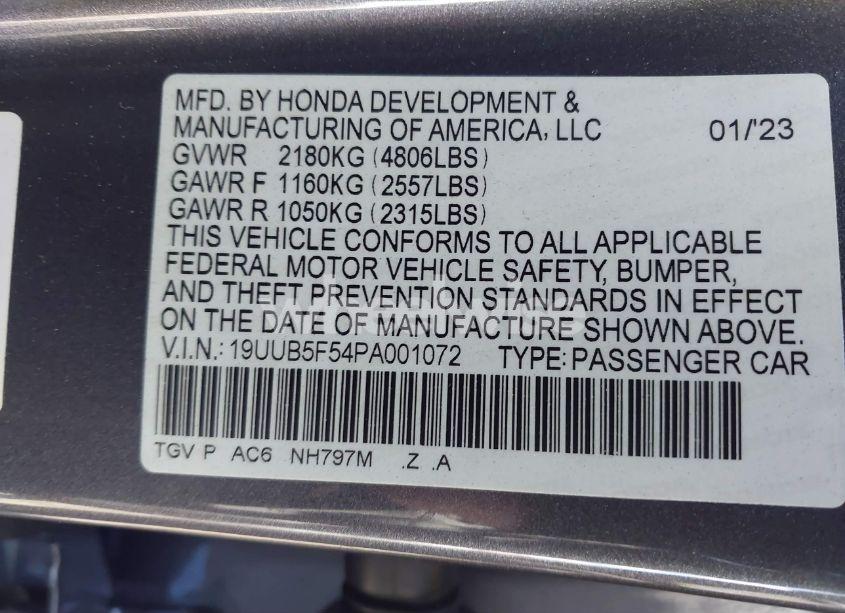 MFD. BY HONDA DEVELOPMENT &
MANUFACTURING OF AMERICA, LLC 01/'23
GVWR 2180KG (4806LBS)
GAWR F 1160KG (2557LBS)
GAWR R 1050KG (2315LBS)
THIS VEHICLE CONFORMS TO ALL APPLICABLE
FEDERAL MOTOR VEHICLE SAFETY, BUMPER,
AND THEFT PREVENTION STANDARDS IN EFFECT
ON THE DATE OF MANUFACTURE SHOWN ABOVE.
V.I.N.: 19UUB5F54PA001072 TYPE: PASSENGER CAR
TGV P AC6 NH797M .Z .A